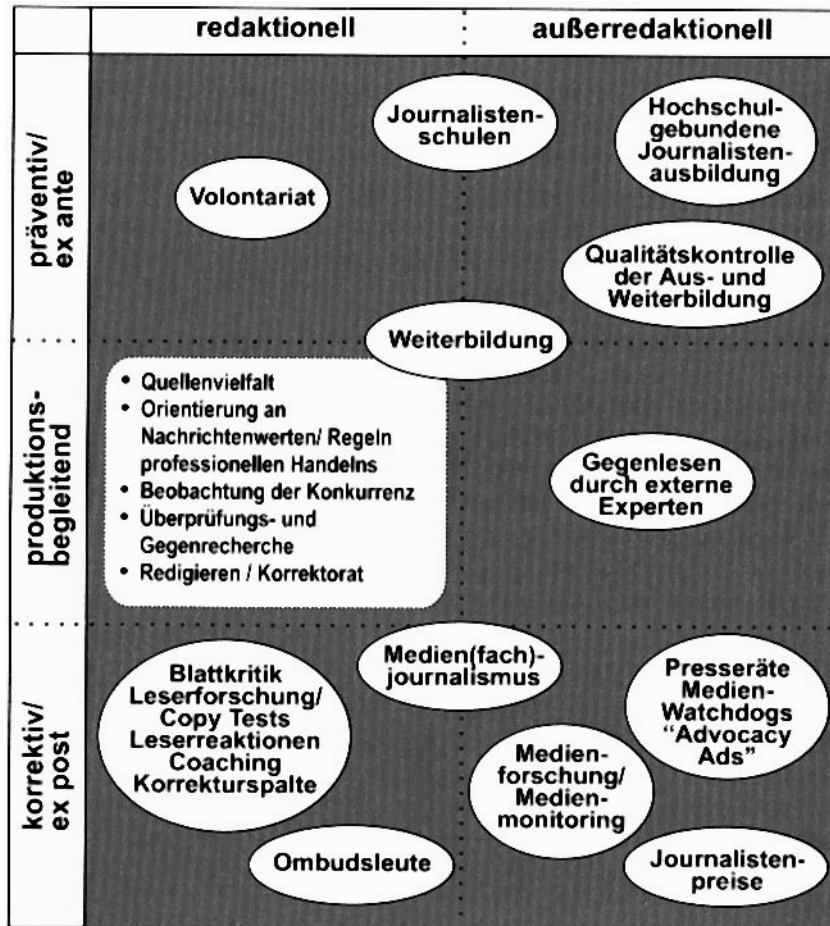 redaktionell
außerredaktionell
präventiv/
ex ante
Journalisten-
schulen
Hochschul-
gebundene
Journalisten-
ausbildung
Volontariat
Qualitätskontrolle
der Aus- und
Weiterbildung
Weiterbildung
produktions-
begleitend
• Quellenvielfalt
• Orientierung an
Nachrichtenwerten/ Regeln
professionellen Handelns
• Beobachtung der Konkurrenz
• Überprüfungs- und
Gegenrecherche
• Redigieren / Korrektorat
Gegenlesen
durch externe
Experten
korrektiv/
ex post
Blattkritik
Leserforschung/
Copy Tests
Leserreaktionen
Coaching
Korrekturspalte
Medien(fach)-
journalismus
Presseräte
Medien-
Watchdogs
“Advocacy
Ads”
Medien-
forschung/
Medien-
monitoring
Ombudsleute
Journalisten-
preise